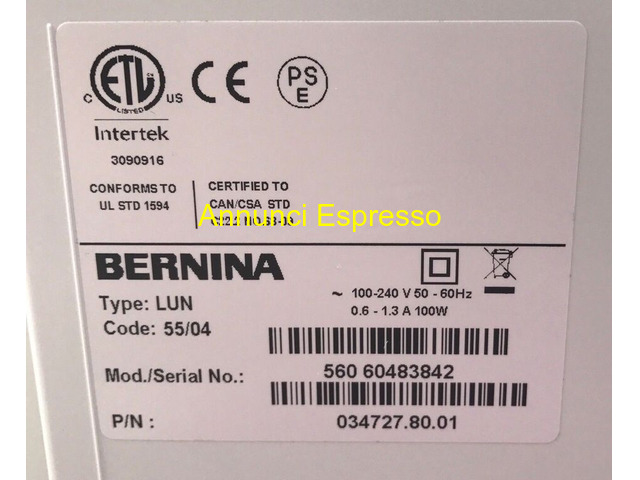 ETL
C US
LISTED
CE
PS
E
Intertek
3090916
CONFORMS TO
UL STD 1594
CERTIFIED TO
CAN/CSA STD
Annunci Espresso
BERNINA
Type: LUN
Code: 55/04
~ 100-240 V 50 - 60Hz
0.6 - 1.3 A 100W
Mod./Serial No.: 560 60483842
P/N : 034727.80.01